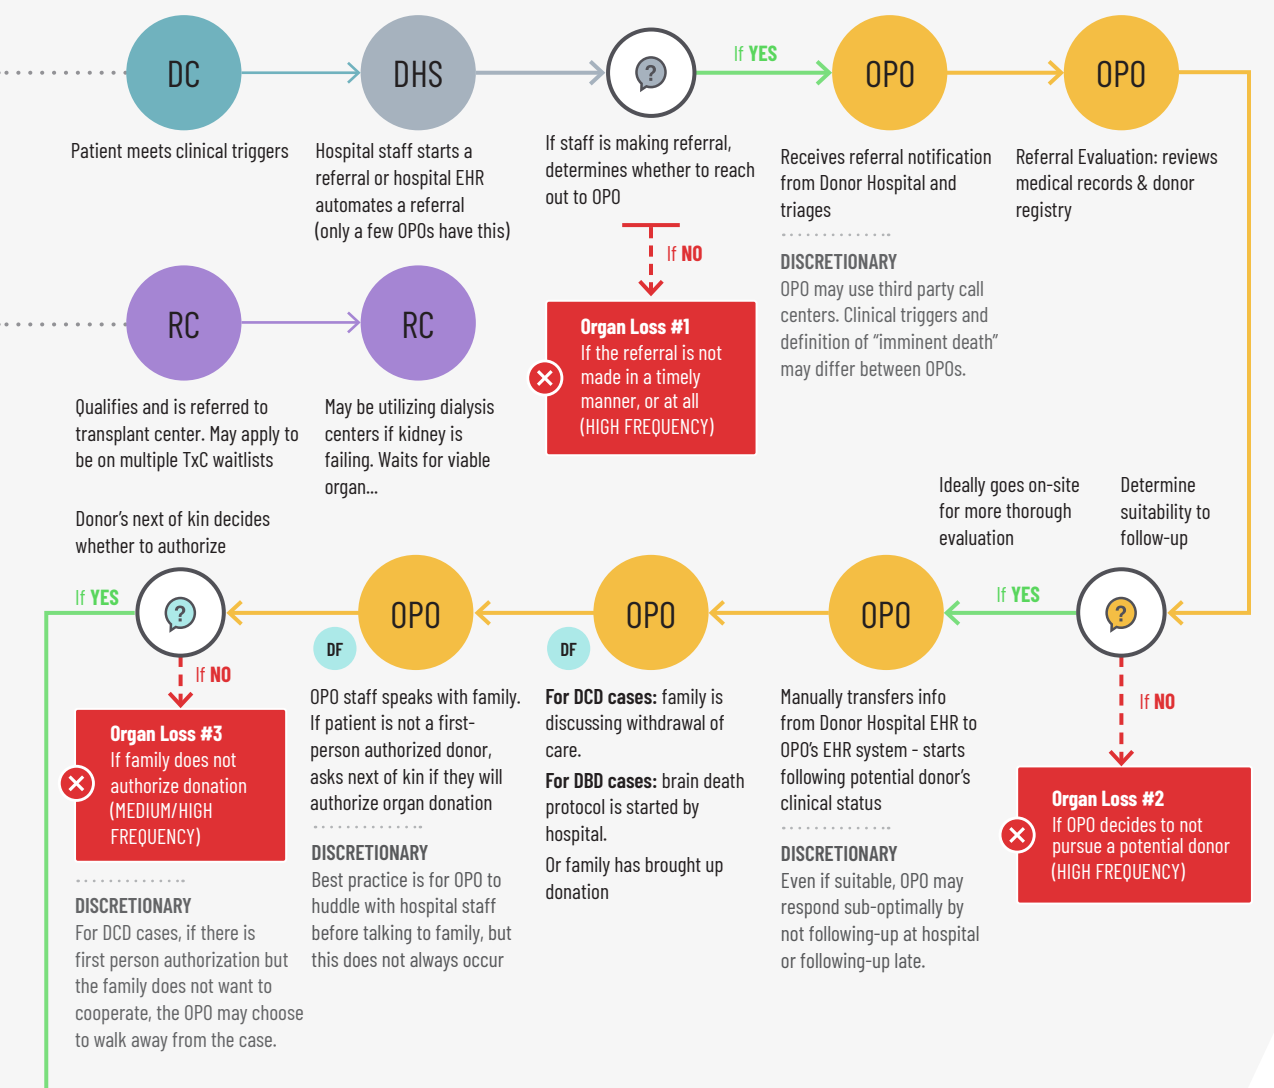 DC
DHS
?
If YES
OPO
OPO
Patient meets clinical triggers
Hospital staff starts a
referral or hospital EHR
automates a referral
(only a few OPOs have this)
If staff is making referral,
determines whether to reach
out to OPO
Receives referral notification
from Donor Hospital and
triages
DISCRETIONARY
OPO may use third party call
centers. Clinical triggers and
definition of “imminent death”
may differ between OPOs.
Referral Evaluation: reviews
medical records & donor
registry
If NO
Organ Loss #1
If the referral is not
made in a timely
manner, or at all
(HIGH FREQUENCY)
RC
RC
Qualifies and is referred to
transplant center. May apply to
be on multiple TxC waitlists
May be utilizing dialysis
centers if kidney is
failing. Waits for viable
organ...
Determine
suitability to
follow-up
?
If NO
Organ Loss #2
If OPO decides to not
pursue a potential donor
(HIGH FREQUENCY)
If YES
Ideally goes on-site
for more thorough
evaluation
OPO
Manually transfers info
from Donor Hospital EHR to
OPO's EHR system - starts
following potential donor's
clinical status
DISCRETIONARY
Even if suitable, OPO may
respond sub-optimally by
not following-up at hospital
or following-up late.
OPO
DF
For DCD cases: family is
discussing withdrawal of
care.
For DBD cases: brain death
protocol is started by
hospital.
Or family has brought up
donation
OPO
DF
OPO staff speaks with family.
If patient is not a first-
person authorized donor,
asks next of kin if they will
authorize organ donation
DISCRETIONARY
Best practice is for OPO to
huddle with hospital staff
before talking to family, but
this does not always occur
Donor's next of kin decides
whether to authorize
?
If YES
If NO
Organ Loss #3
If family does not
authorize donation
(MEDIUM/HIGH
FREQUENCY)
DISCRETIONARY
For DCD cases, if there is
first person authorization but
the family does not want to
cooperate, the OPO may choose
to walk away from the case.